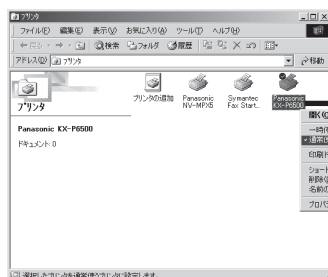 プリンタ
ファイル(F) 編集(E) 表示(V) お気に入り(A) ツール(T) ヘルプ(H)
戻る 検索 フォルダ 履歴
アドレス(D) プリンタ 移動
プリンタ
Panasonic KX-P6500
ドキュメント: 0
プリンタの追加
Panasonic NV-MPX5
Symantec Fax Start..
Panasonic KX-P6500
開く(O
一時停
通常使
印刷
ショート
削除(D
名前の
プロパ
選択したプリンタを通常使うプリンタに設定します。